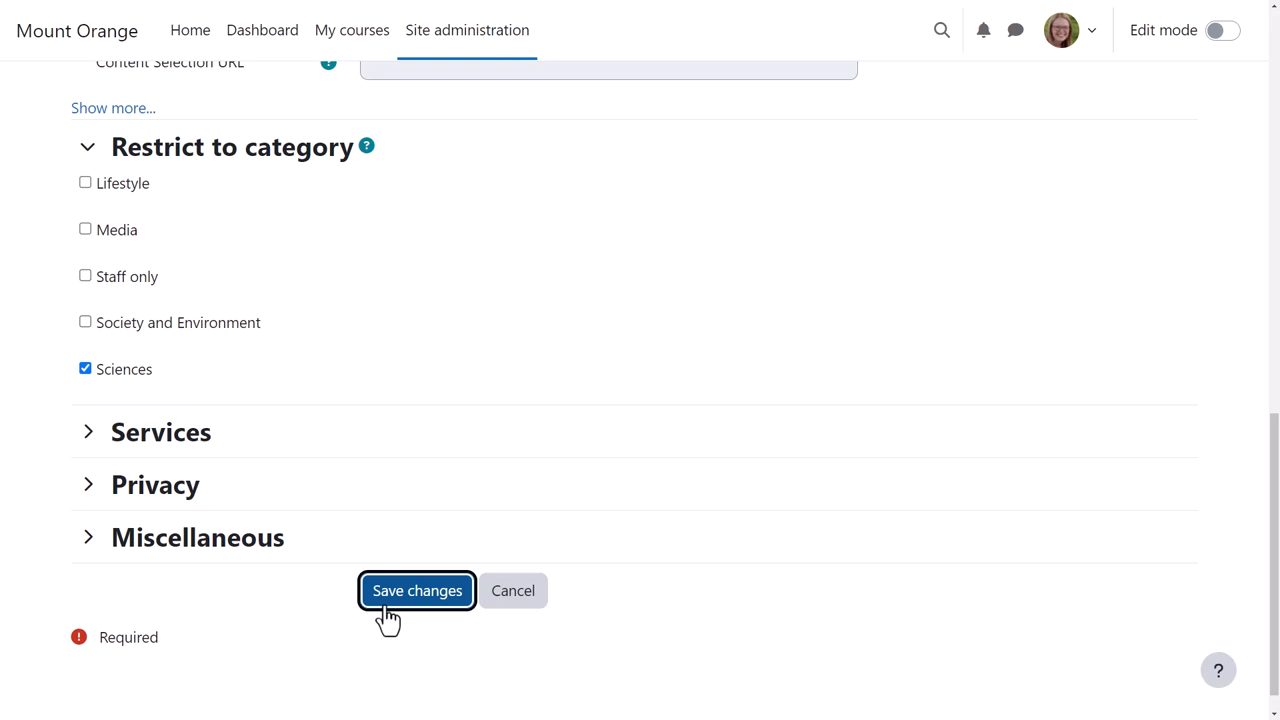 Mount Orange Home Dashboard My courses Site administration Edit mode
Content Selection URL ?
Show more...
Restrict to category ?
Lifestyle
Media
Staff only
Society and Environment
Sciences
Services
Privacy
Miscellaneous
Save changes Cancel
! Required
?